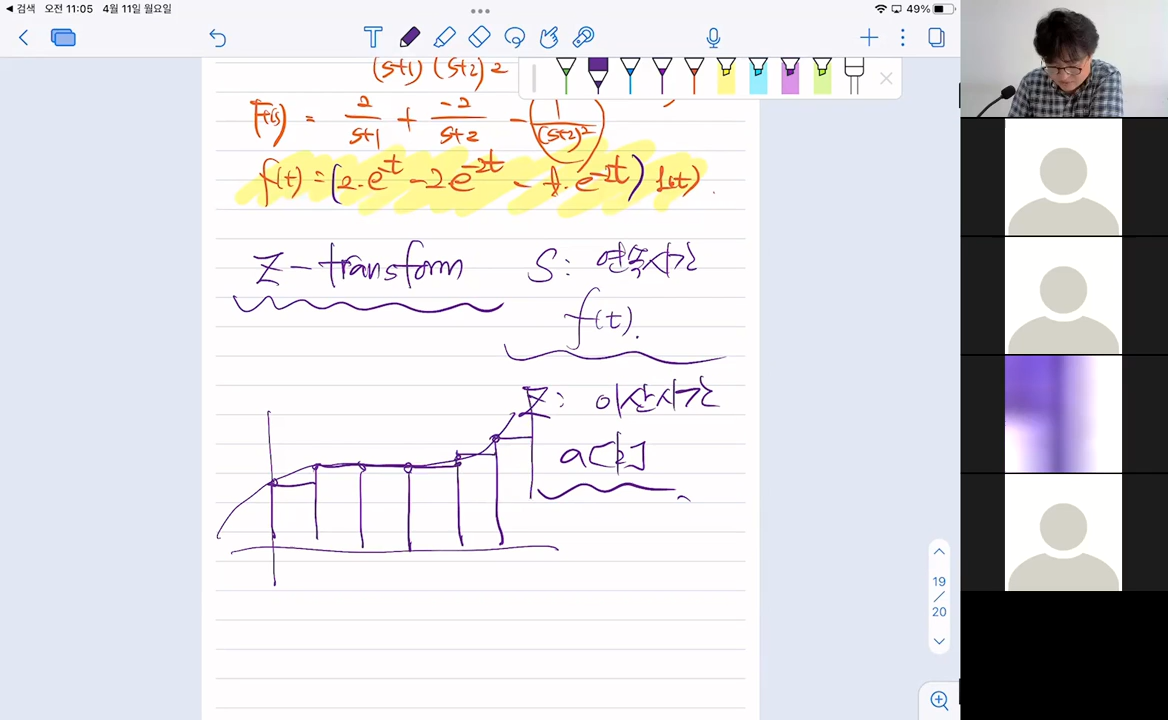 검색 오전 11:05 4월 11일 월요일 49%
(s+1) (s+2)²
F(s) = 2/(s+1) + -2/(s+2) - 1/(s+2)²
f(t) = (2·e^-t - 2·e^-2t - 1·e^-2t) 1(t).
Z-transform
S: 연속시간
f(t).
Z: 이산시간
a[k]
19
/
20